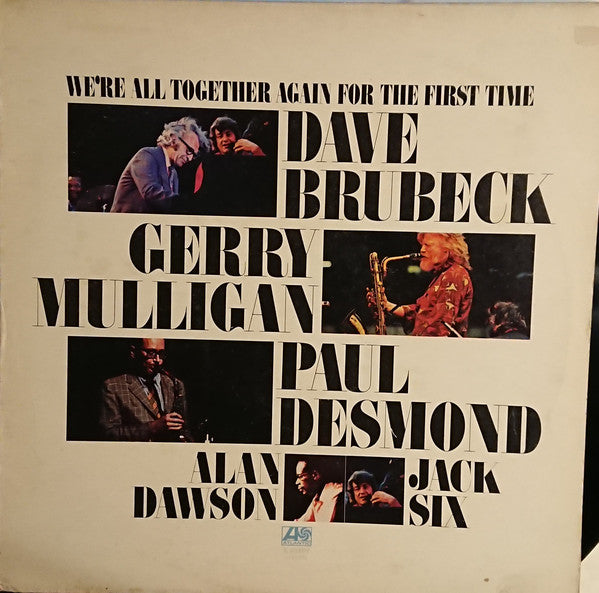 WE'RE ALL TOGETHER AGAIN FOR THE FIRST TIME
DAVE
BRUBECK
GERRY
MULLIGAN
PAUL
DESMOND
ALAN
DAWSON
JACK
SIX
ATLANTIC